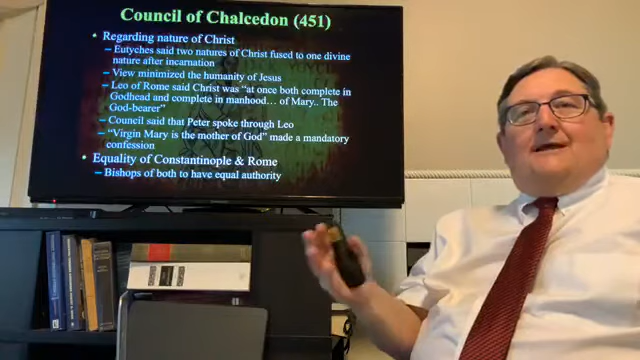 Council of Chalcedon (451)
• Regarding nature of Christ
– Eutyches said two natures of Christ fused to one divine
nature after incarnation
– View minimized the humanity of Jesus
– Leo of Rome said Christ was “at once both complete in
Godhead and complete in manhood… of Mary.. The
God-bearer”
– Council said that Peter spoke through Leo
– “Virgin Mary is the mother of God” made a mandatory
confession
• Equality of Constantinople & Rome
– Bishops of both to have equal authority